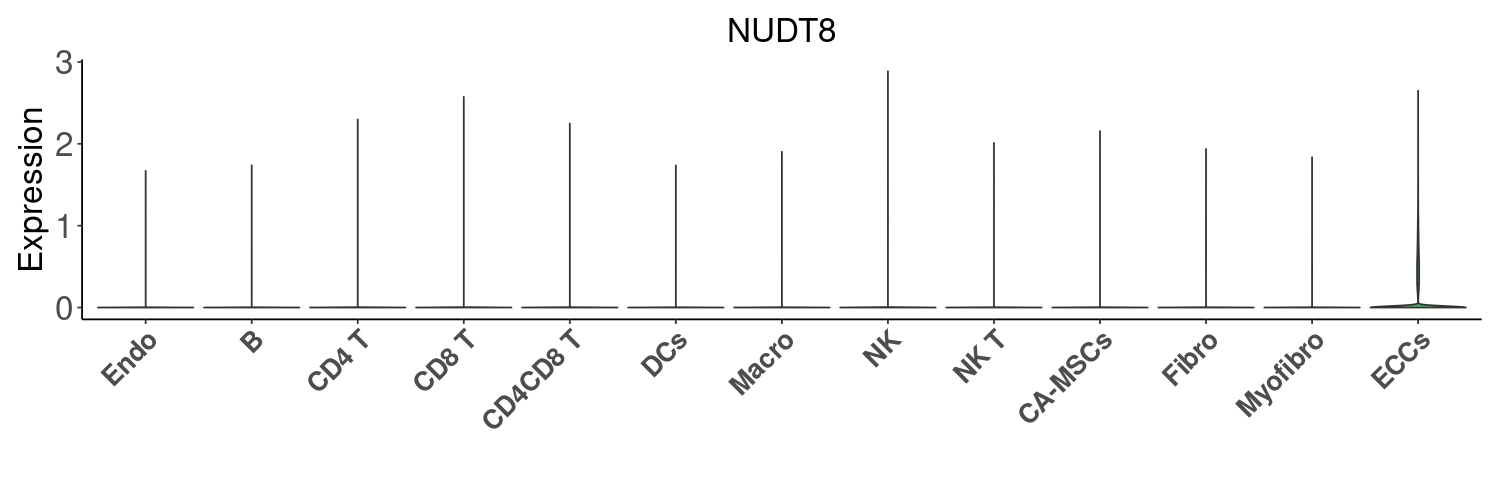 NUDT8
Expression
3
2
1
0
Endo
B
CD4 T
CD8 T
CD4CD8 T
DCs
Macro
NK
NK T
CA-MSCs
Fibro
Myofibro
ECCs